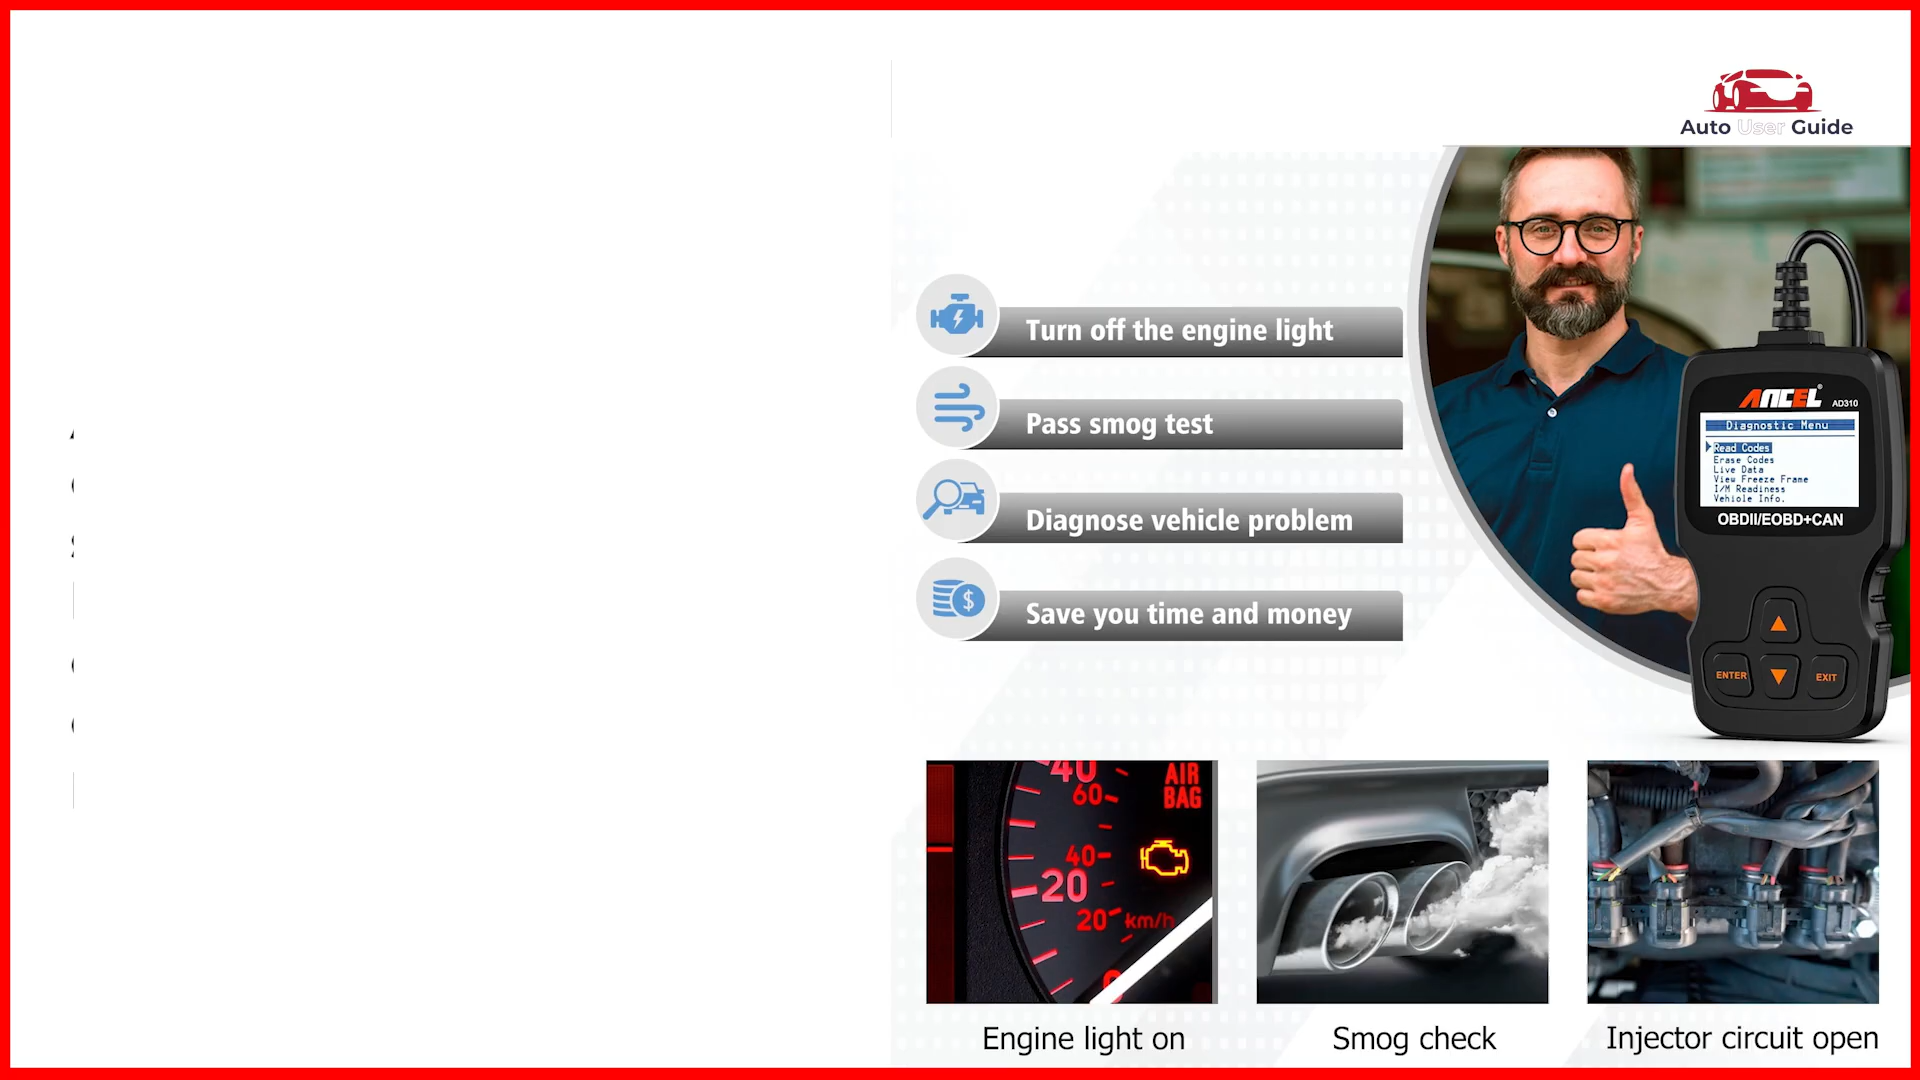 Auto User Guide
Turn off the engine light
Pass smog test
Diagnose vehicle problem
Save you time and money
ANCEL®
AD310
Diagnostic Menu
Read Codes
Erase Codes
Live Data
View Freeze Frame
I/M Readiness
Vehicle Info.
OBDII/EOBD+CAN
ENTER
EXIT
40
60
AIR
BAG
40
20
20
km/h
0
Engine light on
Smog check
Injector circuit open